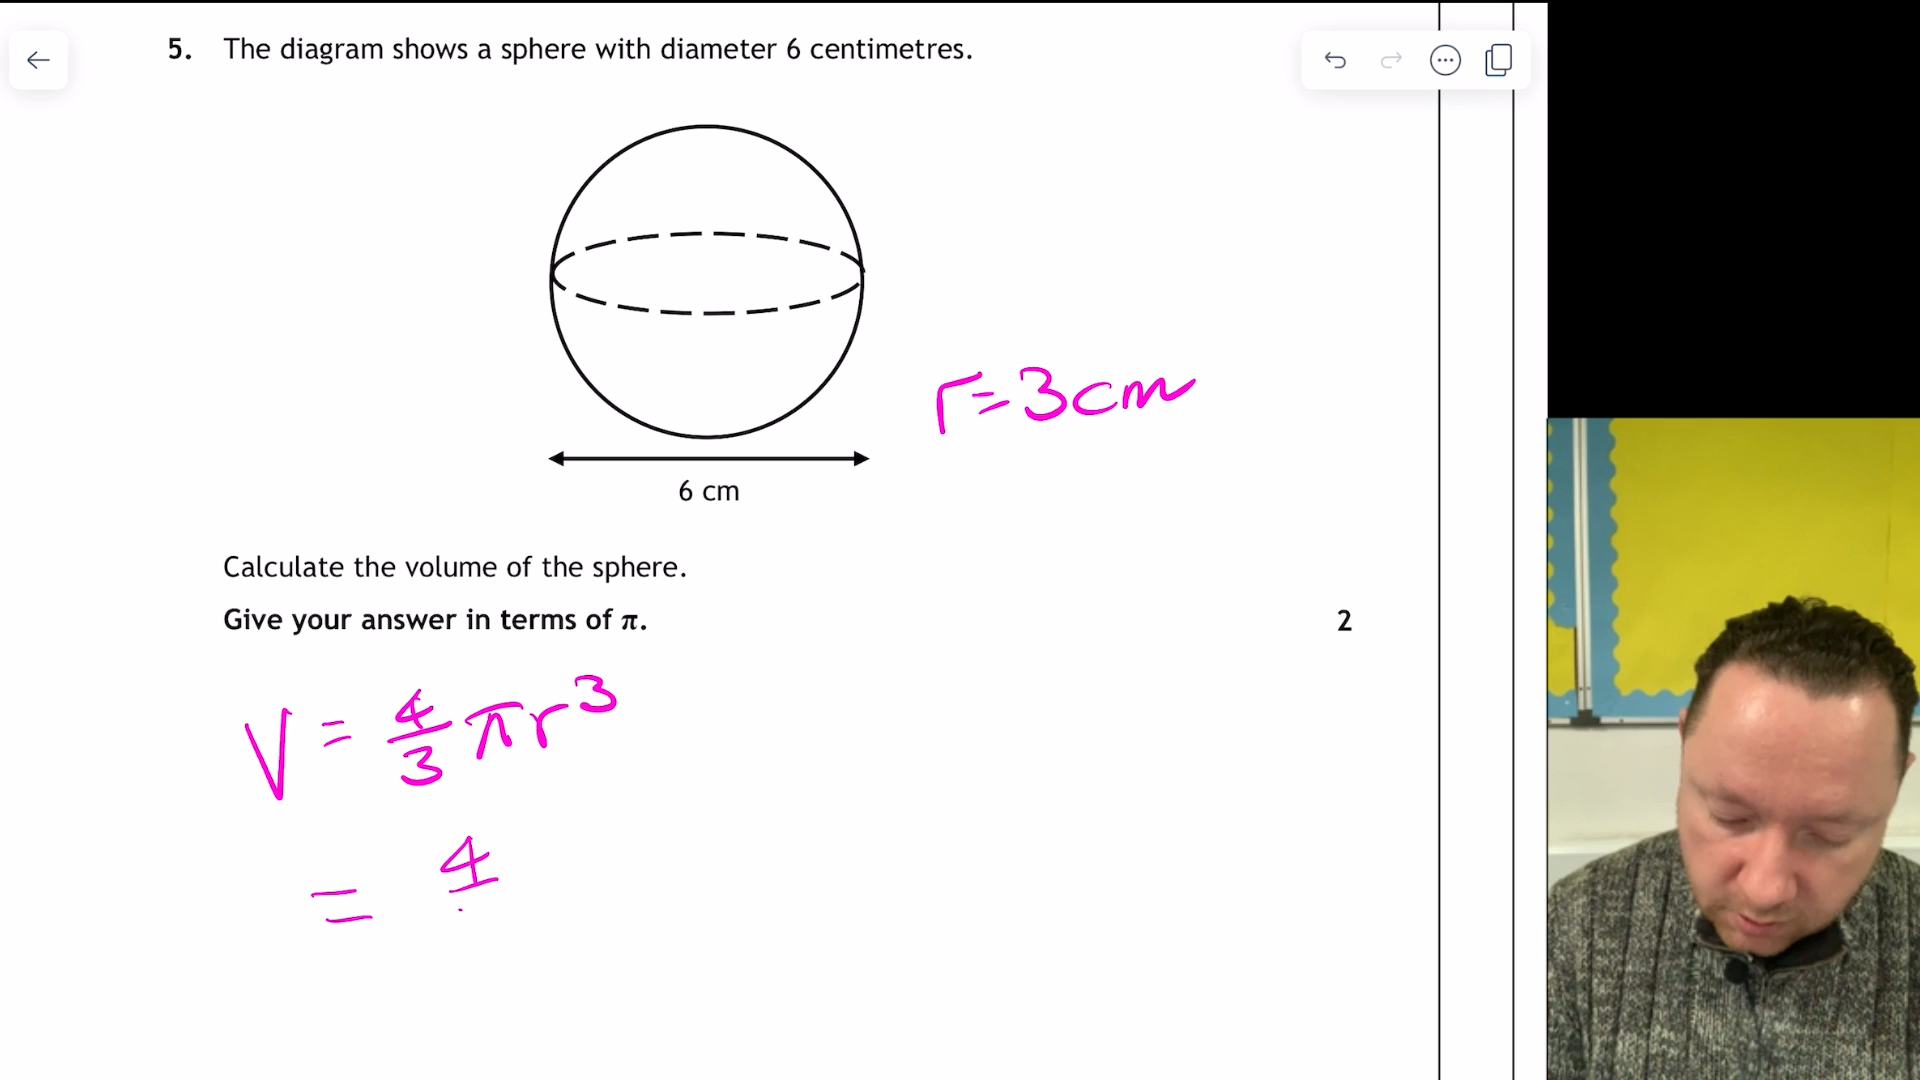 5. The diagram shows a sphere with diameter 6 centimetres.
r=3cm
6 cm
Calculate the volume of the sphere.
Give your answer in terms of π.
2
V = 4/3 πr³
= 4